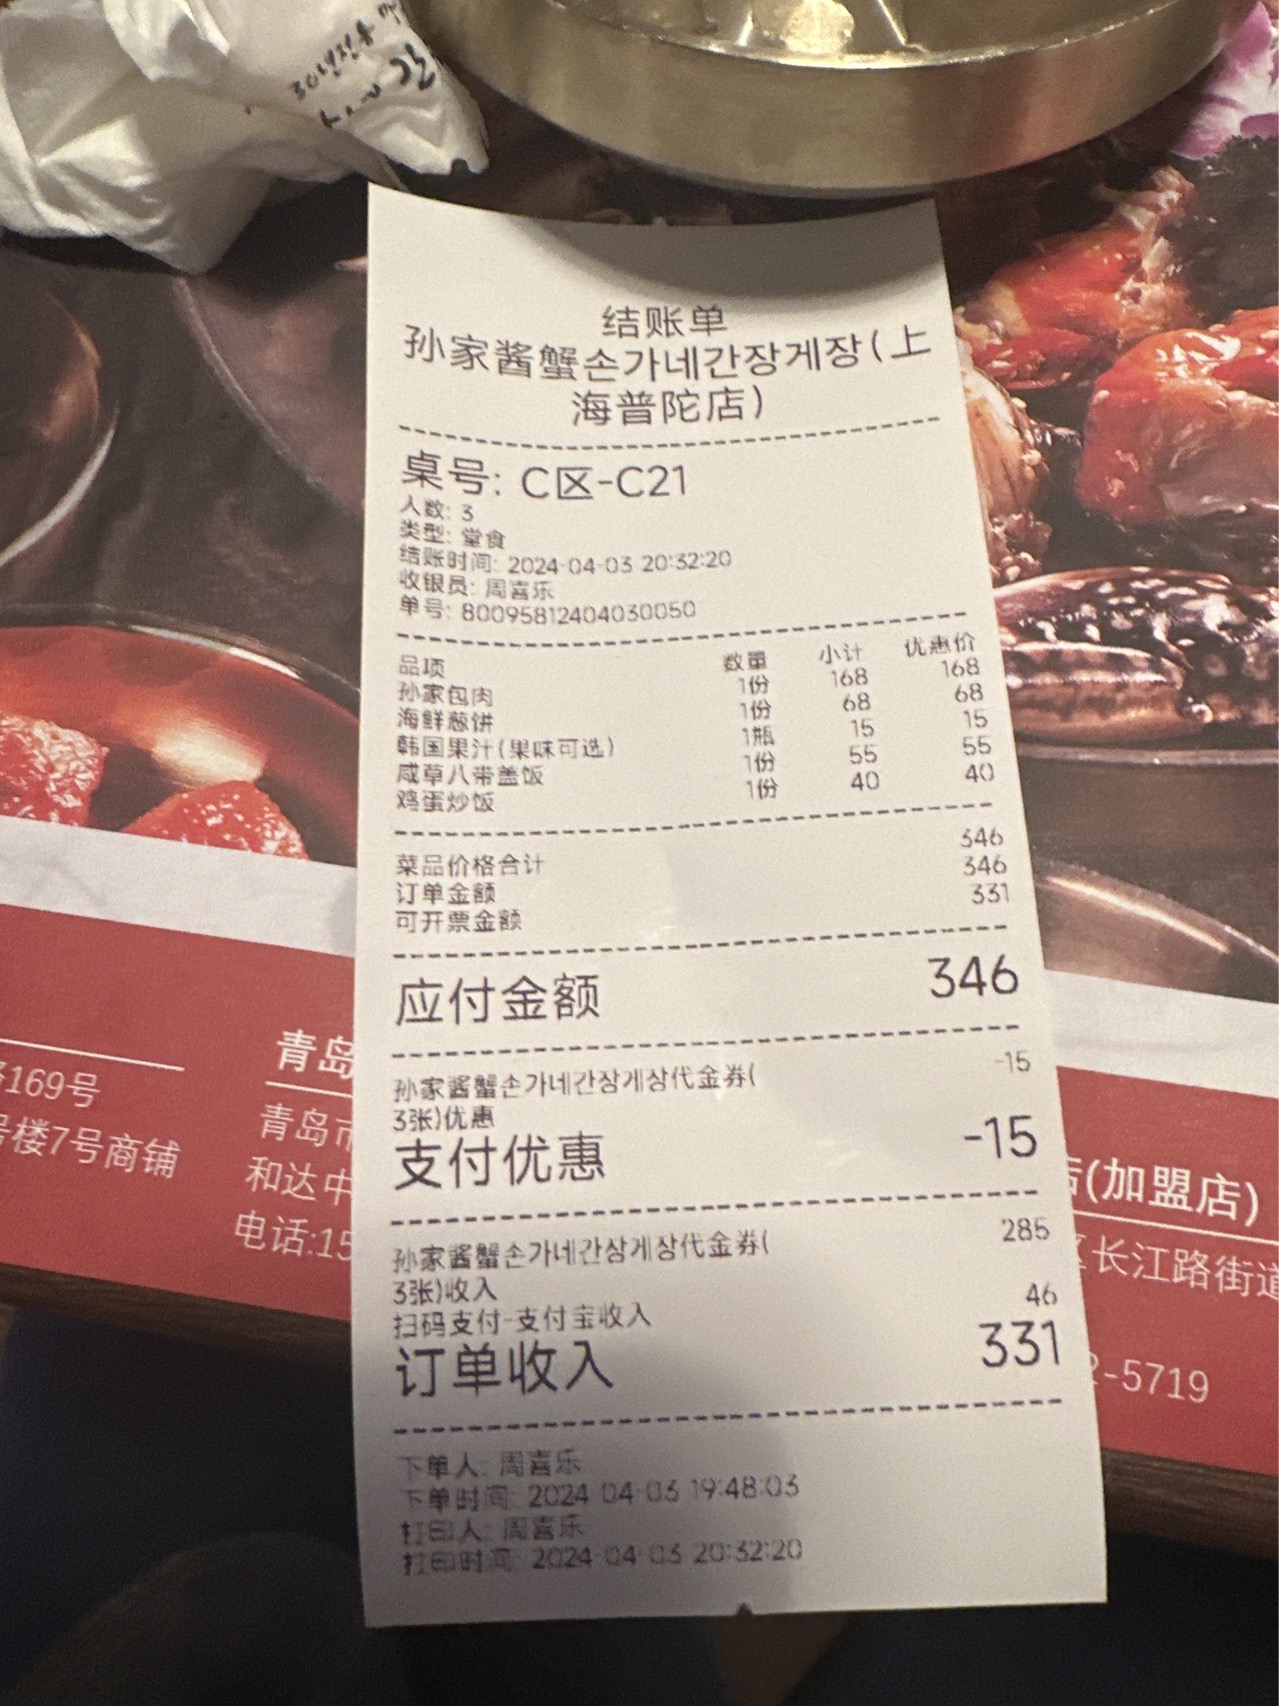 30년전통
结账单
孙家酱蟹손가네간장게장(上
海普陀店)
桌号: C区-C21
人数: 3
类型: 堂食
结账时间: 2024-04-03 20:32:20
收银员: 周喜乐
单号: 80095812404030050
品项 数量 小计 优惠价
孙家包肉 1份 168 168
海鲜葱饼 1份 68 68
韩国果汁(果味可选) 1瓶 15 15
咸草八带盖饭 1份 55 55
鸡蛋炒饭 1份 40 40
菜品价格合计 346
订单金额 346
可开票金额 331
应付金额 346
孙家酱蟹손가네간장게장代金券( -15
3张)优惠
支付优惠 -15
孙家酱蟹손가네간장게장代金券( 285
3张)收入
扫码支付-支付宝收入 46
订单收入 331
下单人: 周喜乐
下单时间: 2024-04-03 19:48:03
打印人: 周喜乐
打印时间: 2024-04-03 20:32:20
169号
号楼7号商铺
青岛
青岛市
和达中
电话:15
店(加盟店)
区长江路街道
2-5719